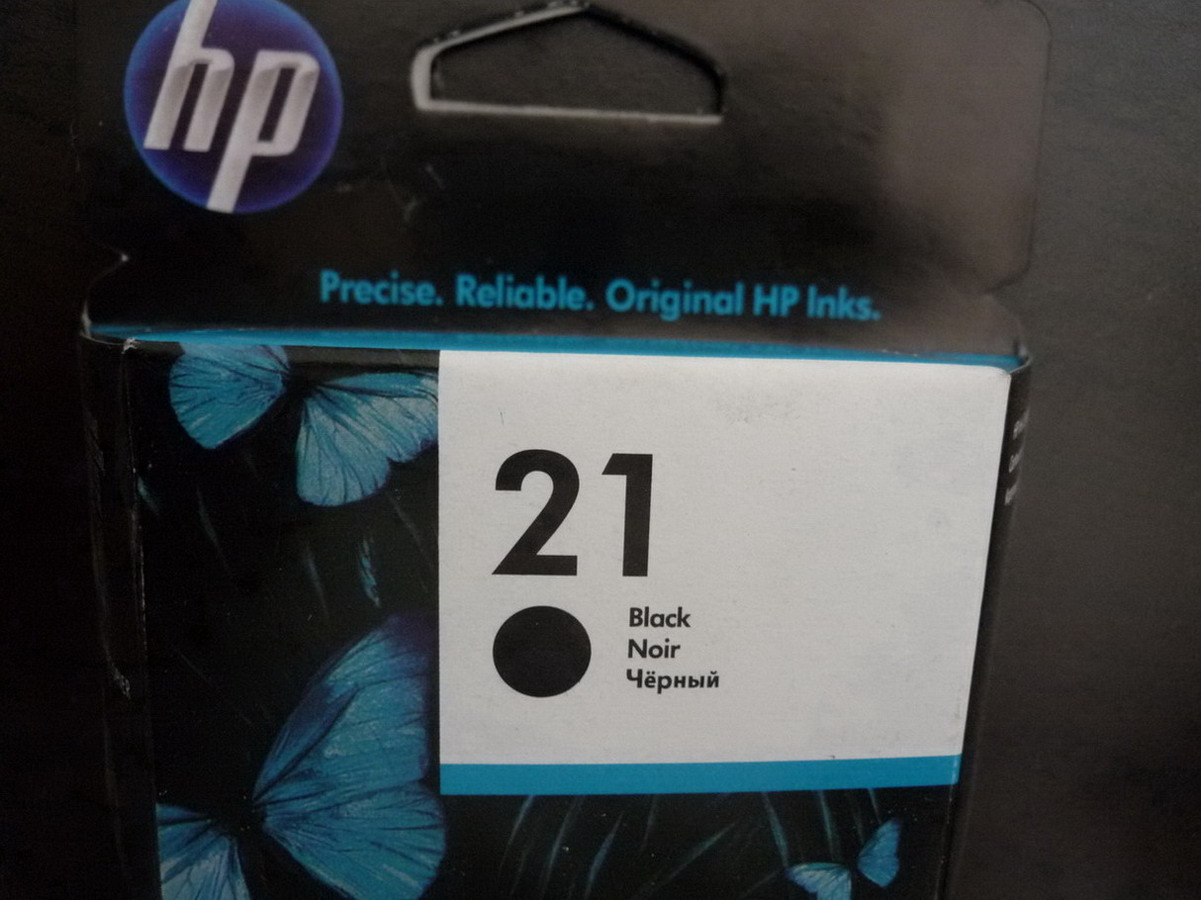 hp
Precise. Reliable. Original HP Inks.
21
Black
Noir
Чёрный